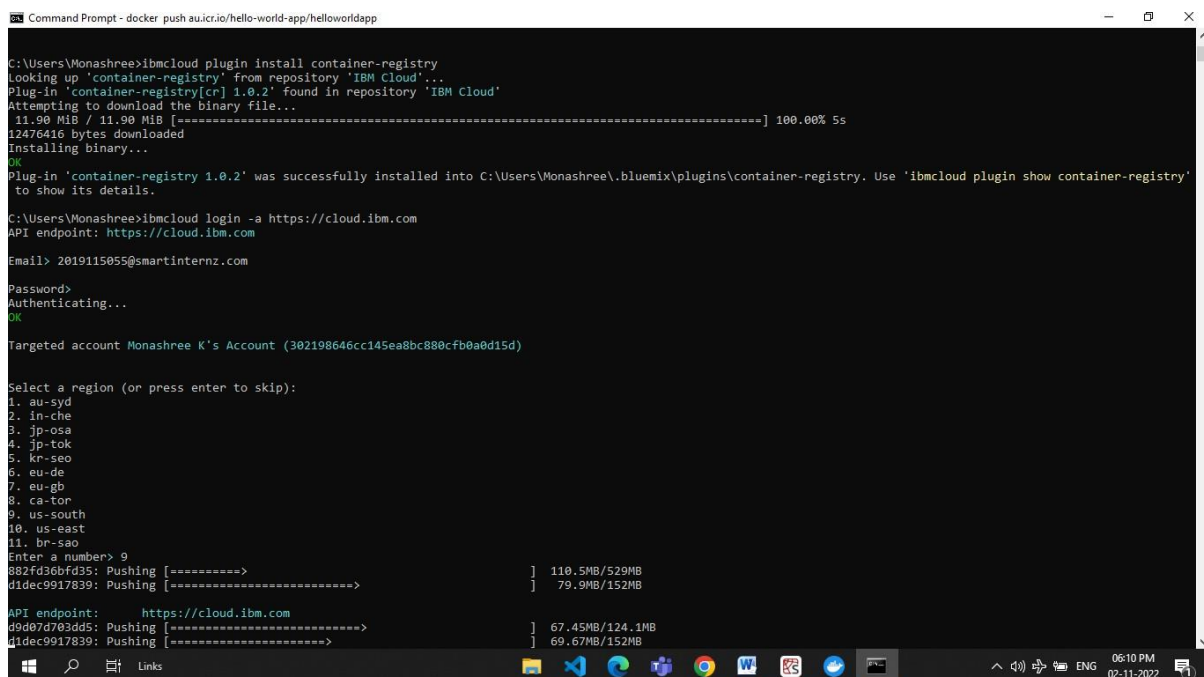 Command Prompt - docker push au.icr.io/hello-world-app/helloworldapp
C:\Users\Monashree>ibmcloud plugin install container-registry
Looking up 'container-registry' from repository 'IBM Cloud'...
Plug-in 'container-registry[cr] 1.0.2' found in repository 'IBM Cloud'
Attempting to download the binary file...
11.90 MiB / 11.90 MiB [===================================================================================] 100.00% 5s
12476416 bytes downloaded
Installing binary...
OK
Plug-in 'container-registry 1.0.2' was successfully installed into C:\Users\Monashree\.bluemix\plugins\container-registry. Use 'ibmcloud plugin show container-registry'
to show its details.
C:\Users\Monashree>ibmcloud login -a https://cloud.ibm.com
API endpoint: https://cloud.ibm.com
Email> 2019115055@smartinternz.com
Password>
Authenticating...
OK
Targeted account Monashree K's Account (302198646cc145ea8bc880cfb0a0d15d)
Select a region (or press enter to skip):
1. au-syd
2. in-che
3. jp-osa
4. jp-tok
5. kr-seo
6. eu-de
7. eu-gb
8. ca-tor
9. us-south
10. us-east
11. br-sao
Enter a number> 9
882fd36bfd35: Pushing [==========>                                        ] 110.5MB/529MB
d1dec9917839: Pushing [==========================>                        ] 79.9MB/152MB
API endpoint: https://cloud.ibm.com
d9d07d703dd5: Pushing [===========================>                       ] 67.45MB/124.1MB
d1dec9917839: Pushing [======================>                            ] 69.67MB/152MB
Links
ENG
06:10 PM
02-11-2022